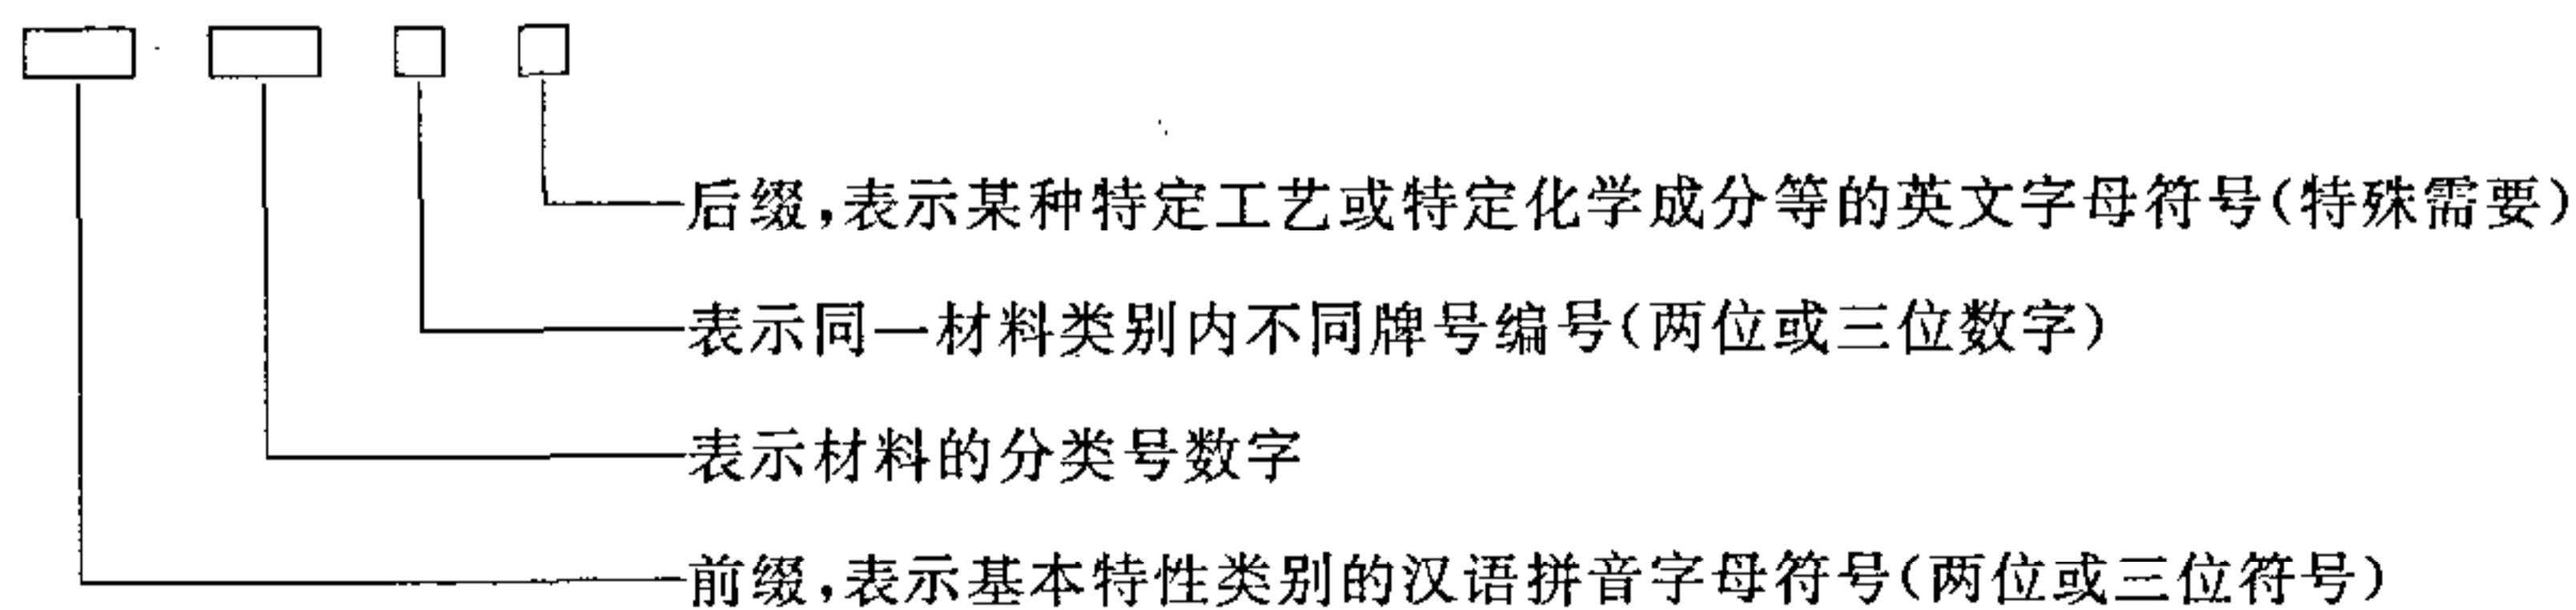 后缀,表示某种特定工艺或特定化学成分等的英文字母符号(特殊需要)
表示同一材料类别内不同牌号编号(两位或三位数字)
表示材料的分类号数字
前缀,表示基本特性类别的汉语拼音字母符号(两位或三位符号)